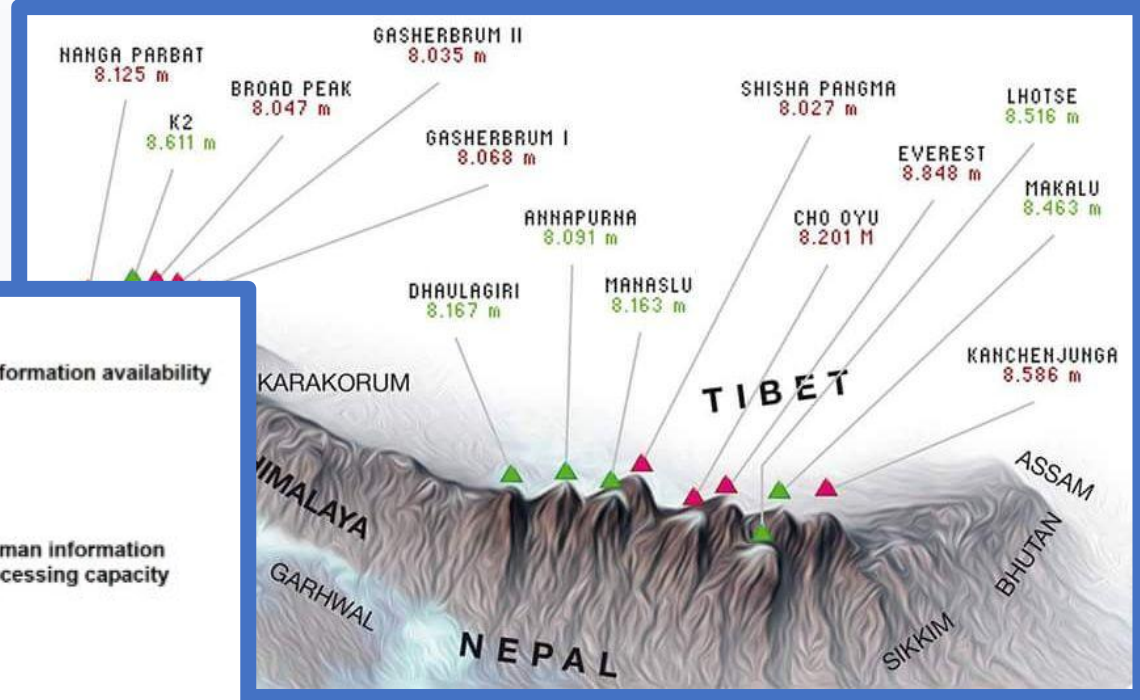 NANGA PARBAT
8.125 m
K2
8.611 m
BROAD PEAK
8.047 m
GASHERBRUM II
8.035 m
GASHERBRUM I
8.068 m
ANNAPURNA
8.091 m
DHAULAGIRI
8.167 m
MANASLU
8.163 m
SHISHA PANGMA
8.027 m
CHO OYU
8.201 M
EVEREST
8.848 m
LHOTSE
8.516 m
MAKALU
8.463 m
KANCHENJUNGA
8.586 m
TIBET
KARAKORUM
HIMALAYA
GARHWAL
NEPAL
ASSAM
BHUTAN
SIKKIM
formation availability
man information
cessing capacity